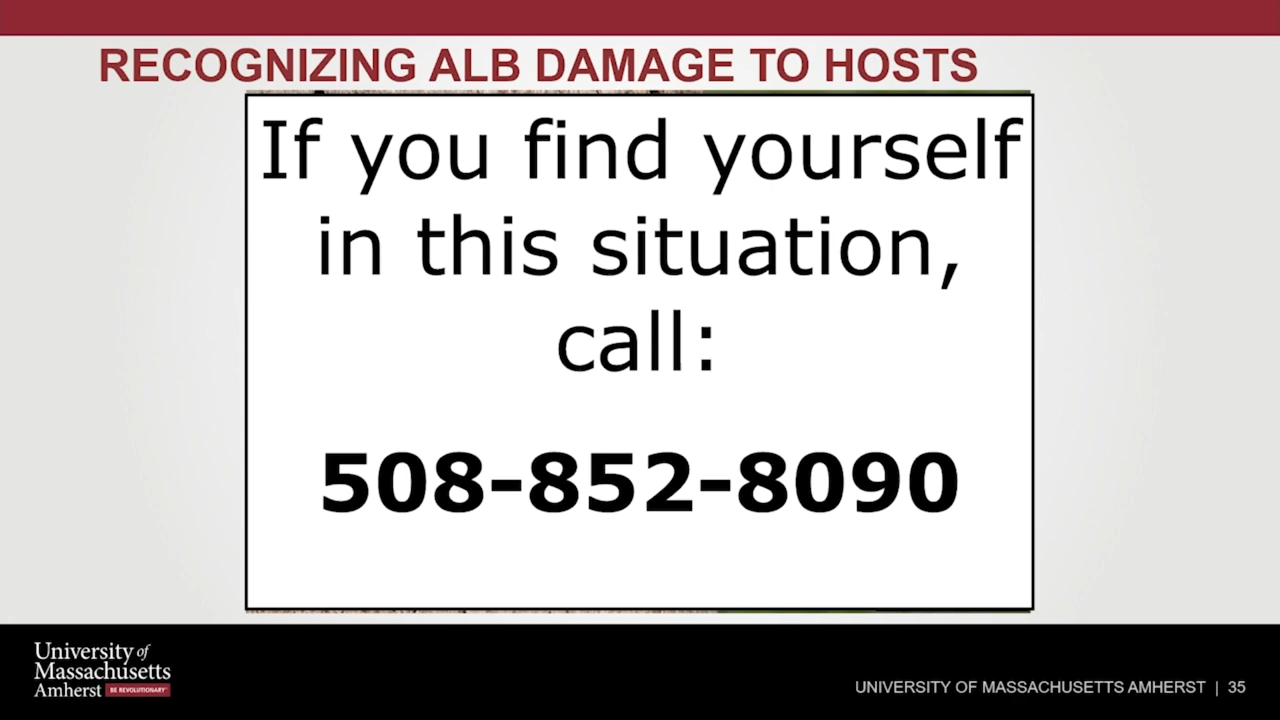 RECOGNIZING ALB DAMAGE TO HOSTS
If you find yourself
in this situation,
call:
508-852-8090
University of
Massachusetts
Amherst BE REVOLUTIONARY™
UNIVERSITY OF MASSACHUSETTS AMHERST | 35